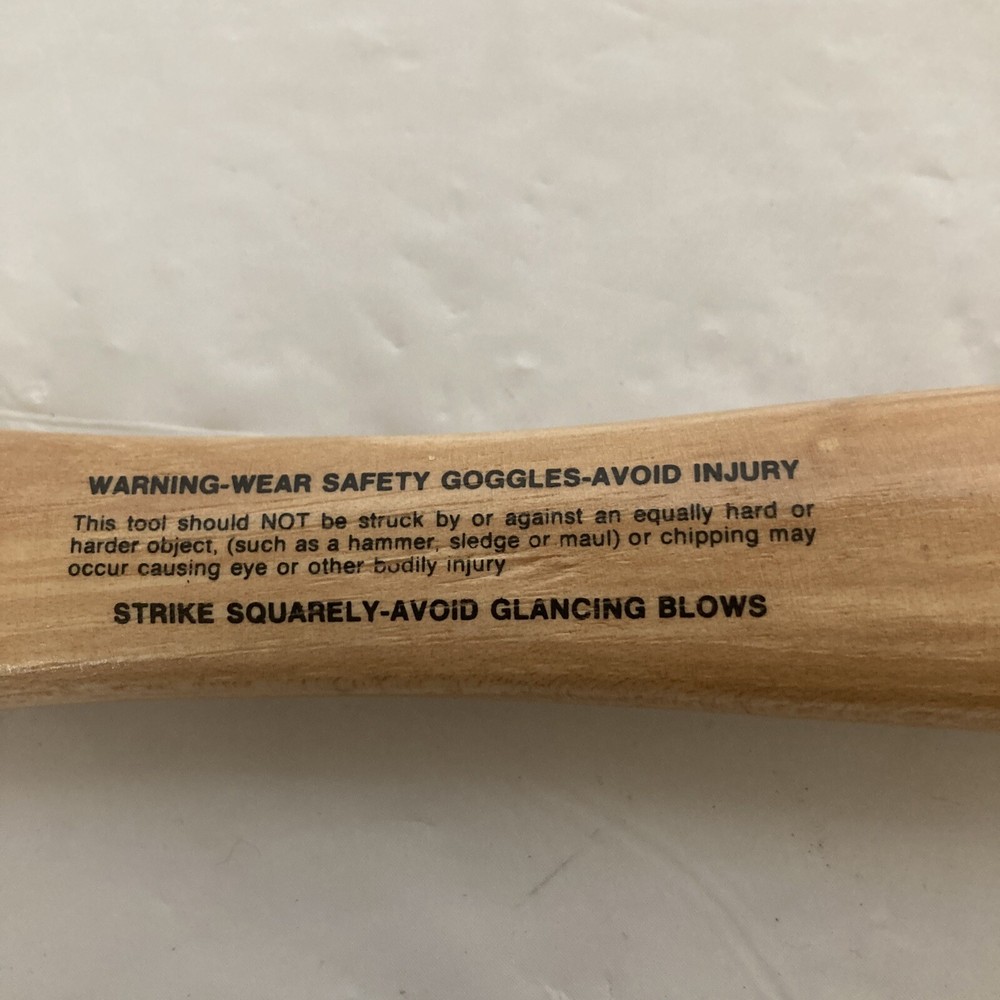 WARNING-WEAR SAFETY GOGGLES-AVOID INJURY
This tool should NOT be struck by or against an equally hard or
harder object, (such as a hammer, sledge or maul) or chipping may
occur causing eye or other bodily injury
STRIKE SQUARELY-AVOID GLANCING BLOWS